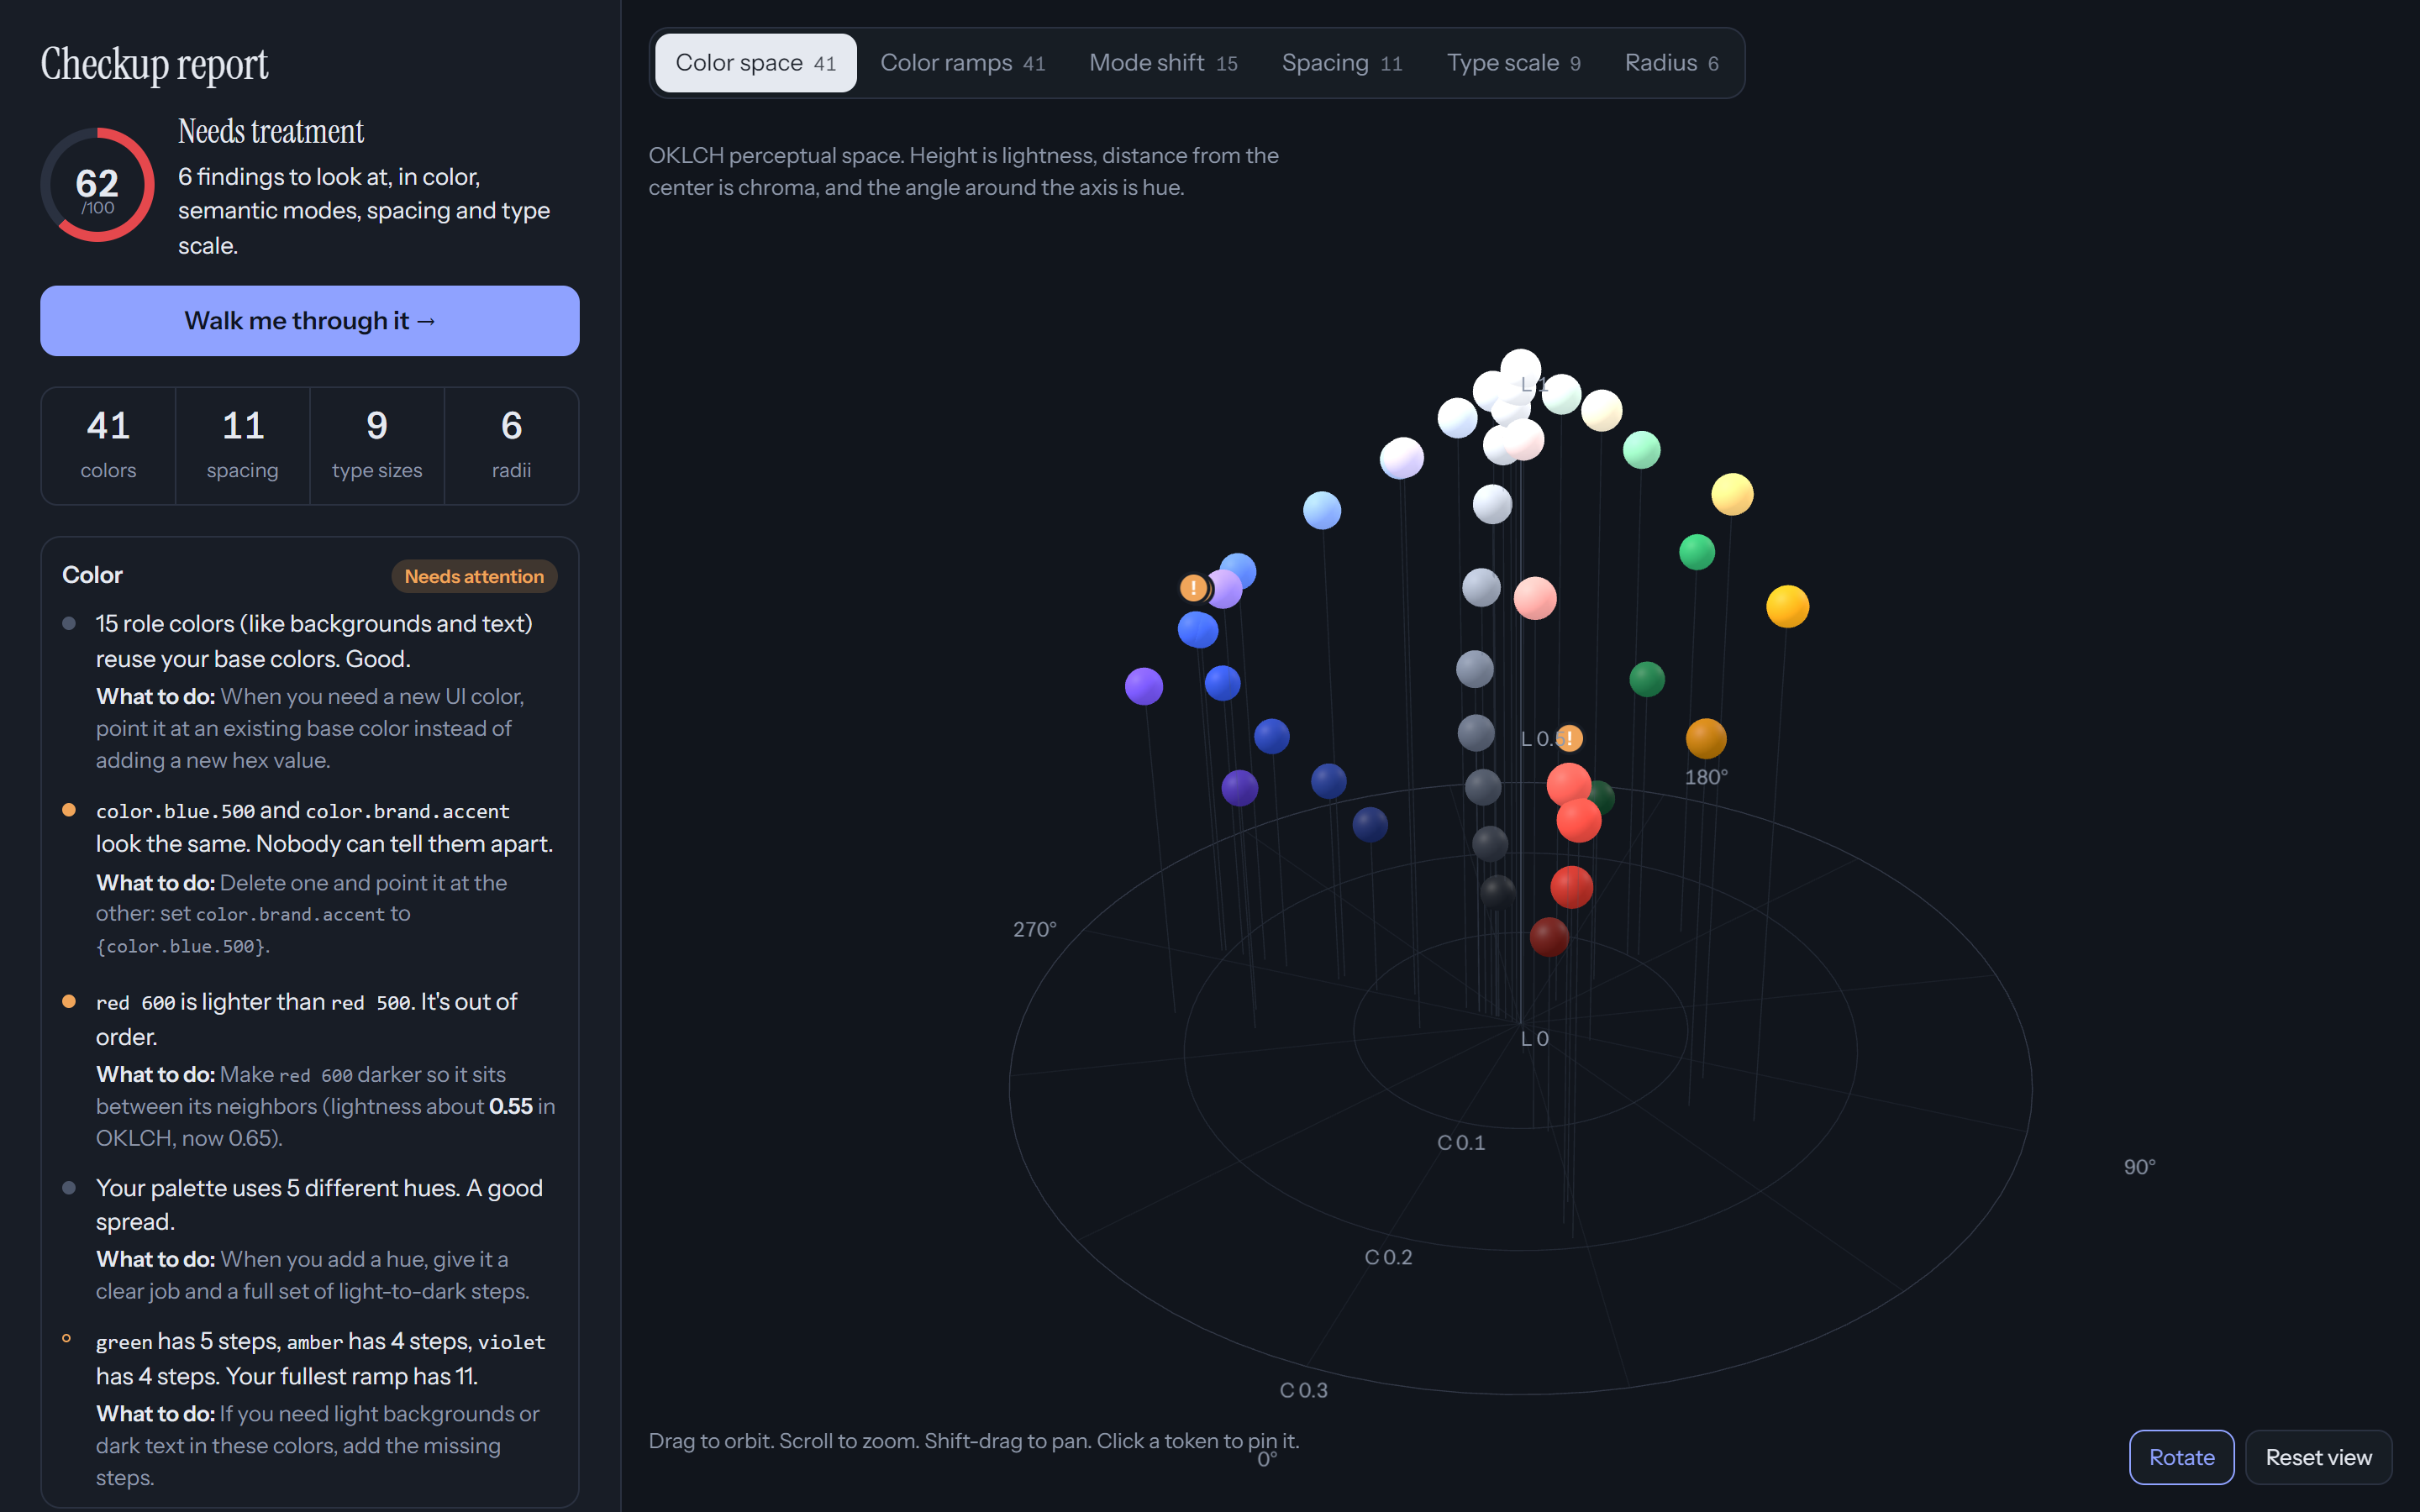 Checkup report
62
/100
Needs treatment
6 findings to look at, in color,
semantic modes, spacing and type
scale.
Walk me through it →
41
colors
11
spacing
9
type sizes
6
radii
Color
Needs attention
15 role colors (like backgrounds and text)
reuse your base colors. Good.
What to do: When you need a new UI color,
point it at an existing base color instead of
adding a new hex value.
color.blue.500 and color.brand.accent
look the same. Nobody can tell them apart.
What to do: Delete one and point it at the
other: set color.brand.accent to
{color.blue.500}.
red 600 is lighter than red 500. It's out of
order.
What to do: Make red 600 darker so it sits
between its neighbors (lightness about 0.55 in
OKLCH, now 0.65).
Your palette uses 5 different hues. A good
spread.
What to do: When you add a hue, give it a
clear job and a full set of light-to-dark steps.
green has 5 steps, amber has 4 steps, violet
has 4 steps. Your fullest ramp has 11.
What to do: If you need light backgrounds or
dark text in these colors, add the missing
steps.
Color space 41
Color ramps 41
Mode shift 15
Spacing 11
Type scale 9
Radius 6
OKLCH perceptual space. Height is lightness, distance from the
center is chroma, and the angle around the axis is hue.
L 1
!
L 0.5
!
180°
270°
L 0
C 0.1
90°
C 0.2
C 0.3
Drag to orbit. Scroll to zoom. Shift-drag to pan. Click a token to pin it.
0°
Rotate
Reset view